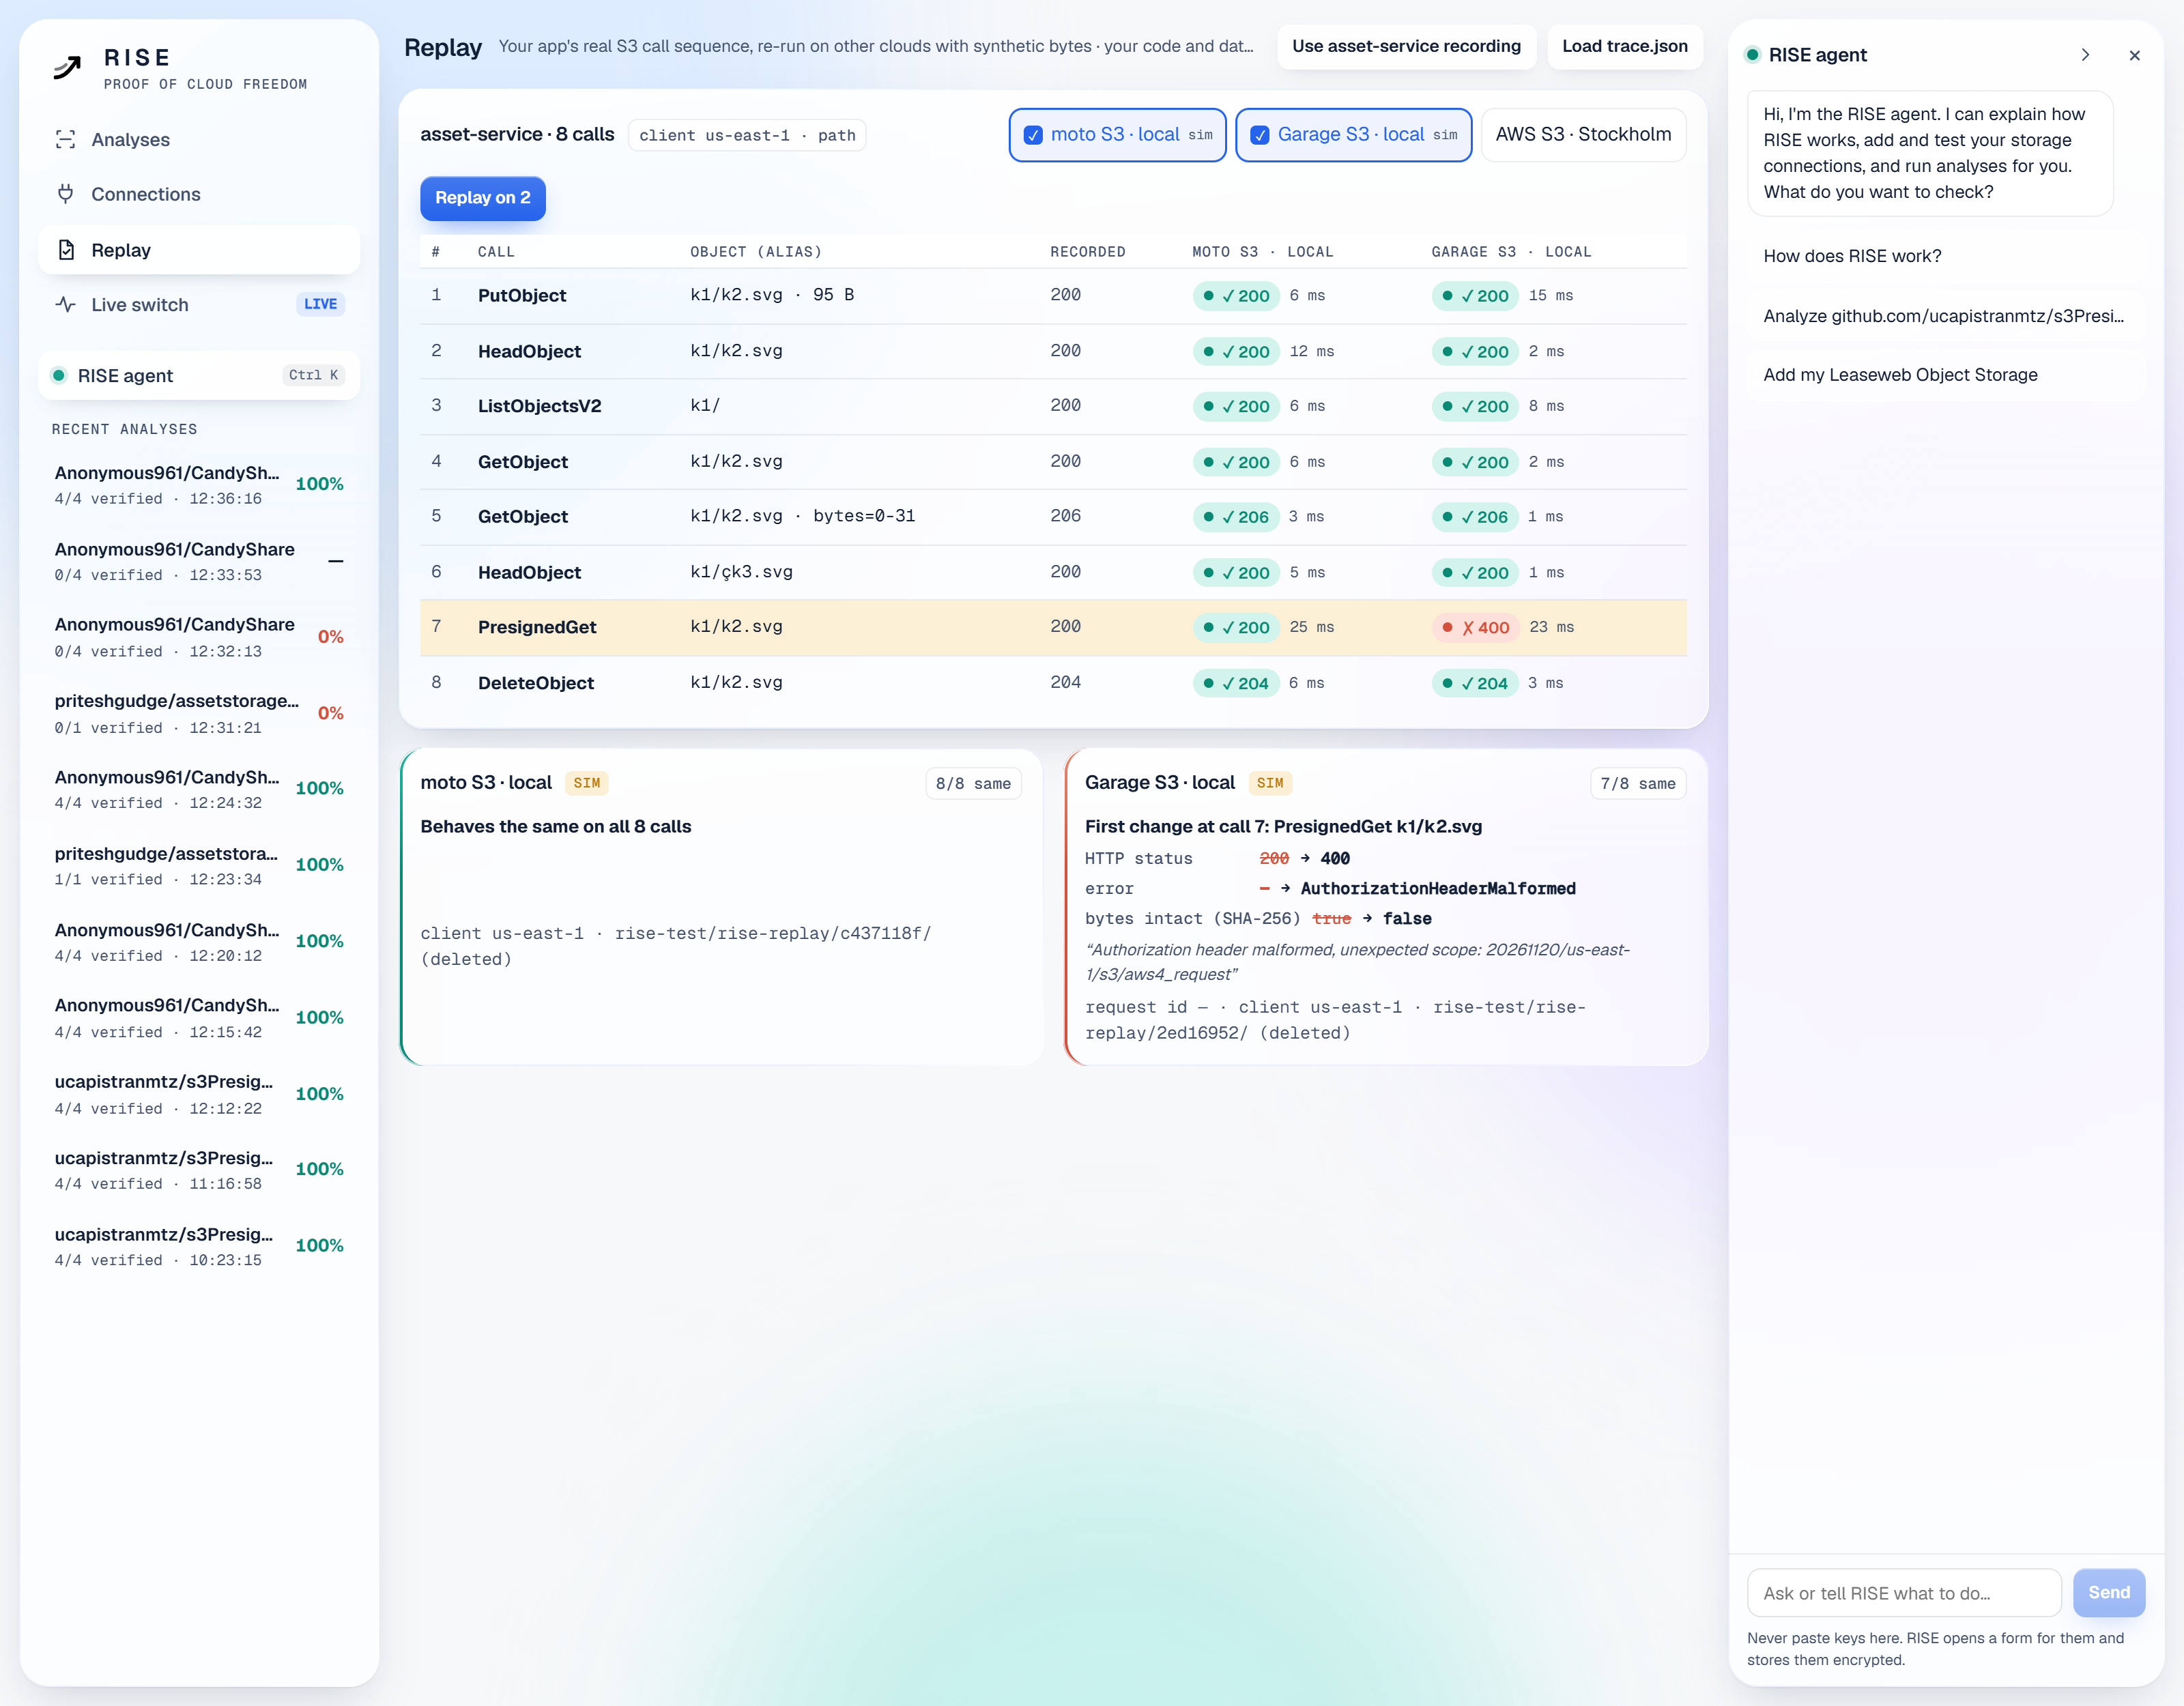 RISE
PROOF OF CLOUD FREEDOM
Analyses
Connections
Replay
Live switch LIVE
RISE agent Ctrl K
RECENT ANALYSES
Anonymous961/CandySh... 100%
4/4 verified · 12:36:16
Anonymous961/CandyShare —
0/4 verified · 12:33:53
Anonymous961/CandyShare 0%
0/4 verified · 12:32:13
priteshgudge/assetstorage... 0%
0/1 verified · 12:31:21
Anonymous961/CandySh... 100%
4/4 verified · 12:24:32
priteshgudge/assetstora... 100%
1/1 verified · 12:23:34
Anonymous961/CandySh... 100%
4/4 verified · 12:20:12
Anonymous961/CandySh... 100%
4/4 verified · 12:15:42
ucapistranmtz/s3Presig... 100%
4/4 verified · 12:12:22
ucapistranmtz/s3Presig... 100%
4/4 verified · 11:16:58
ucapistranmtz/s3Presig... 100%
4/4 verified · 10:23:15
Replay Your app's real S3 call sequence, re-run on other clouds with synthetic bytes · your code and dat... Use asset-service recording Load trace.json
asset-service · 8 calls client us-east-1 · path ✓ moto S3 · local sim ✓ Garage S3 · local sim AWS S3 · Stockholm
Replay on 2
# CALL OBJECT (ALIAS) RECORDED MOTO S3 · LOCAL GARAGE S3 · LOCAL
1 PutObject k1/k2.svg · 95 B 200 ✓ 200 6 ms ✓ 200 15 ms
2 HeadObject k1/k2.svg 200 ✓ 200 12 ms ✓ 200 2 ms
3 ListObjectsV2 k1/ 200 ✓ 200 6 ms ✓ 200 8 ms
4 GetObject k1/k2.svg 200 ✓ 200 6 ms ✓ 200 2 ms
5 GetObject k1/k2.svg · bytes=0-31 206 ✓ 206 3 ms ✓ 206 1 ms
6 HeadObject k1/çk3.svg 200 ✓ 200 5 ms ✓ 200 1 ms
7 PresignedGet k1/k2.svg 200 ✓ 200 25 ms ✗ 400 23 ms
8 DeleteObject k1/k2.svg 204 ✓ 204 6 ms ✓ 204 3 ms
moto S3 · local SIM 8/8 same
Behaves the same on all 8 calls
client us-east-1 · rise-test/rise-replay/c437118f/
(deleted)
Garage S3 · local SIM 7/8 same
First change at call 7: PresignedGet k1/k2.svg
HTTP status 200 → 400
error — → AuthorizationHeaderMalformed
bytes intact (SHA-256) true → false
“Authorization header malformed, unexpected scope: 20261120/us-east-
1/s3/aws4_request”
request id — · client us-east-1 · rise-test/rise-
replay/2ed16952/ (deleted)
RISE agent
Hi, I'm the RISE agent. I can explain how
RISE works, add and test your storage
connections, and run analyses for you.
What do you want to check?
How does RISE work?
Analyze github.com/ucapistranmtz/s3Presi...
Add my Leaseweb Object Storage
Ask or tell RISE what to do... Send
Never paste keys here. RISE opens a form for them and
stores them encrypted.